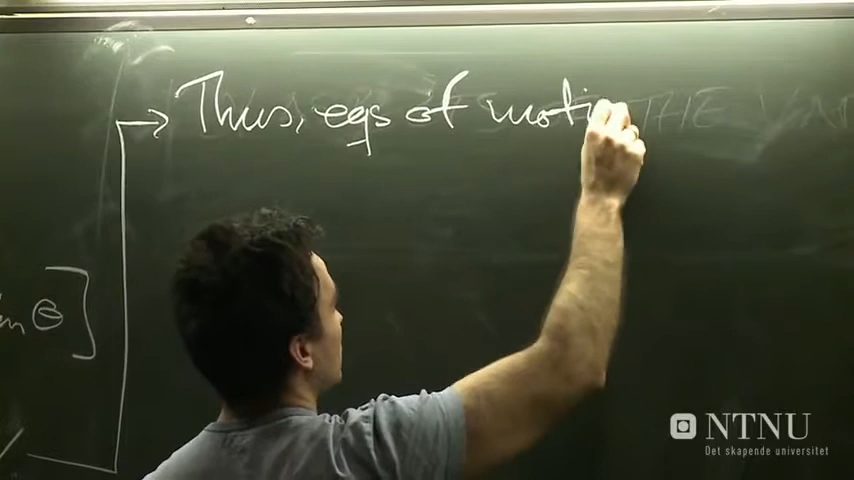 Thus, eqs of moti
THE
θ]
NTNU
Det skapende universitet